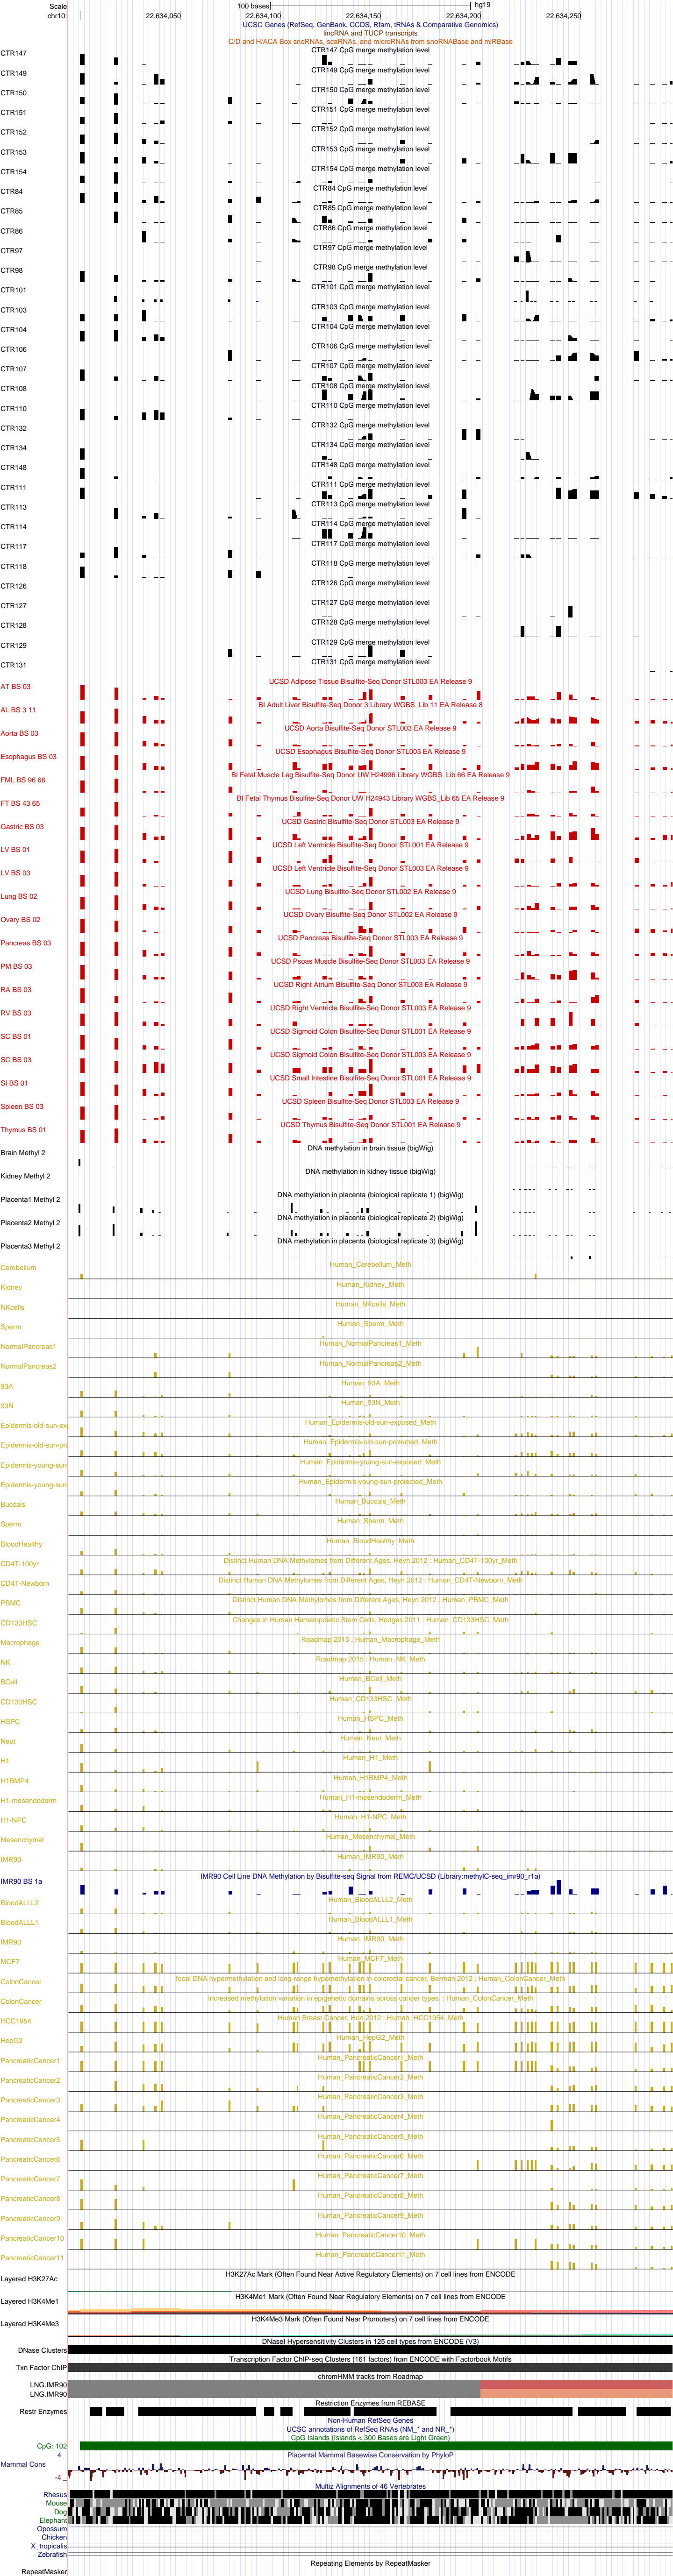 Scale 100 bases hg19
chr10: 22,634,050 22,634,100 22,634,150 22,634,200 22,634,250
UCSC Genes (RefSeq, GenBank, CCDS, Rfam, tRNAs & Comparative Genomics)
lincRNA and TUCP transcripts
C/D and H/ACA Box snoRNAs, scaRNAs, and microRNAs from snoRNABase and miRBase
CTR147 CpG merge methylation level
CTR147
CTR149 CpG merge methylation level
CTR149
CTR150 CpG merge methylation level
CTR150
CTR151 CpG merge methylation level
CTR151
CTR152 CpG merge methylation level
CTR152
CTR153 CpG merge methylation level
CTR153
CTR154 CpG merge methylation level
CTR154
CTR84 CpG merge methylation level
CTR84
CTR85 CpG merge methylation level
CTR85
CTR86 CpG merge methylation level
CTR86
CTR97 CpG merge methylation level
CTR97
CTR98 CpG merge methylation level
CTR98
CTR101 CpG merge methylation level
CTR101
CTR103 CpG merge methylation level
CTR103
CTR104 CpG merge methylation level
CTR104
CTR106 CpG merge methylation level
CTR106
CTR107 CpG merge methylation level
CTR107
CTR108 CpG merge methylation level
CTR108
CTR110 CpG merge methylation level
CTR110
CTR132 CpG merge methylation level
CTR132
CTR134 CpG merge methylation level
CTR134
CTR148 CpG merge methylation level
CTR148
CTR111 CpG merge methylation level
CTR111
CTR113 CpG merge methylation level
CTR113
CTR114 CpG merge methylation level
CTR114
CTR117 CpG merge methylation level
CTR117
CTR118 CpG merge methylation level
CTR118
CTR126 CpG merge methylation level
CTR126
CTR127 CpG merge methylation level
CTR127
CTR128 CpG merge methylation level
CTR128
CTR129 CpG merge methylation level
CTR129
CTR131 CpG merge methylation level
CTR131
UCSD Adipose Tissue Bisulfite-Seq Donor STL003 EA Release 9
AT BS 03
BI Adult Liver Bisulfite-Seq Donor 3 Library WGBS_Lib 11 EA Release 8
AL BS 3 11
UCSD Aorta Bisulfite-Seq Donor STL003 EA Release 9
Aorta BS 03
UCSD Esophagus Bisulfite-Seq Donor STL003 EA Release 9
Esophagus BS 03
BI Fetal Muscle Leg Bisulfite-Seq Donor UW H24996 Library WGBS_Lib 66 EA Release 9
FML BS 96 66
BI Fetal Thymus Bisulfite-Seq Donor UW H24943 Library WGBS_Lib 65 EA Release 9
FT BS 43 65
UCSD Gastric Bisulfite-Seq Donor STL003 EA Release 9
Gastric BS 03
UCSD Left Ventricle Bisulfite-Seq Donor STL001 EA Release 9
LV BS 01
UCSD Left Ventricle Bisulfite-Seq Donor STL003 EA Release 9
LV BS 03
UCSD Lung Bisulfite-Seq Donor STL002 EA Release 9
Lung BS 02
UCSD Ovary Bisulfite-Seq Donor STL002 EA Release 9
Ovary BS 02
UCSD Pancreas Bisulfite-Seq Donor STL003 EA Release 9
Pancreas BS 03
UCSD Psoas Muscle Bisulfite-Seq Donor STL003 EA Release 9
PM BS 03
UCSD Right Atrium Bisulfite-Seq Donor STL003 EA Release 9
RA BS 03
UCSD Right Ventricle Bisulfite-Seq Donor STL003 EA Release 9
RV BS 03
UCSD Sigmoid Colon Bisulfite-Seq Donor STL001 EA Release 9
SC BS 01
UCSD Sigmoid Colon Bisulfite-Seq Donor STL003 EA Release 9
SC BS 03
UCSD Small Intestine Bisulfite-Seq Donor STL001 EA Release 9
SI BS 01
UCSD Spleen Bisulfite-Seq Donor STL003 EA Release 9
Spleen BS 03
UCSD Thymus Bisulfite-Seq Donor STL001 EA Release 9
Thymus BS 01
DNA methylation in brain tissue (bigWig)
Brain Methyl 2
DNA methylation in kidney tissue (bigWig)
Kidney Methyl 2
DNA methylation in placenta (biological replicate 1) (bigWig)
Placenta1 Methyl 2
DNA methylation in placenta (biological replicate 2) (bigWig)
Placenta2 Methyl 2
DNA methylation in placenta (biological replicate 3) (bigWig)
Placenta3 Methyl 2
Human_Cerebellum_Meth
Cerebellum
Human_Kidney_Meth
Kidney
Human_NKcells_Meth
NKcells
Human_Sperm_Meth
Sperm
Human_NormalPancreas1_Meth
NormalPancreas1
Human_NormalPancreas2_Meth
NormalPancreas2
Human_93A_Meth
93A
Human_93N_Meth
93N
Human_Epidermis-old-sun-exposed_Meth
Epidermis-old-sun-ex
Human_Epidermis-old-sun-protected_Meth
Epidermis-old-sun-pr
Human_Epidermis-young-sun-exposed_Meth
Epidermis-young-sun
Human_Epidermis-young-sun-protected_Meth
Epidermis-young-sun
Human_Buccals_Meth
Buccals
Human_Sperm_Meth
Sperm
Human_BloodHealthy_Meth
BloodHealthy
Distinct Human DNA Methylomes from Different Ages, Heyn 2012 : Human_CD4T-100yr_Meth
CD4T-100yr
Distinct Human DNA Methylomes from Different Ages, Heyn 2012 : Human_CD4T-Newborn_Meth
CD4T-Newborn
Distinct Human DNA Methylomes from Different Ages, Heyn 2012 : Human_PBMC_Meth
PBMC
Changes in Human Hematopoietic Stem Cells, Hodges 2011 : Human_CD133HSC_Meth
CD133HSC
Roadmap 2015 : Human_Macrophage_Meth
Macrophage
Roadmap 2015 : Human_NK_Meth
NK
Human_BCell_Meth
BCell
Human_CD133HSC_Meth
CD133HSC
Human_HSPC_Meth
HSPC
Human_Neut_Meth
Neut
Human_H1_Meth
H1
Human_H1BMP4_Meth
H1BMP4
Human_H1-mesendoderm_Meth
H1-mesendoderm
Human_H1-NPC_Meth
H1-NPC
Human_Mesenchymal_Meth
Mesenchymal
Human_IMR90_Meth
IMR90
IMR90 Cell Line DNA Methylation by Bisulfite-seq Signal from REMC/UCSD (Library:methylC-seq_imr90_r1a)
IMR90 BS 1a
Human_BloodALLL2_Meth
BloodALLL2
Human_BloodALLL1_Meth
BloodALLL1
Human_IMR90_Meth
IMR90
Human_MCF7_Meth
MCF7
focal DNA hypermethylation and long-range hypomethylation in colorectal cancer, Berman 2012 : Human_ColonCancer_Meth
ColonCancer
Increased methylation variation in epigenetic domains across cancer types. : Human_ColonCancer_Meth
ColonCancer
Human Breast Cancer, Hon 2012 : Human_HCC1954_Meth
HCC1954
Human_HepG2_Meth
HepG2
Human_PancreaticCancer1_Meth
PancreaticCancer1
Human_PancreaticCancer2_Meth
PancreaticCancer2
Human_PancreaticCancer3_Meth
PancreaticCancer3
Human_PancreaticCancer4_Meth
PancreaticCancer4
Human_PancreaticCancer5_Meth
PancreaticCancer5
Human_PancreaticCancer6_Meth
PancreaticCancer6
Human_PancreaticCancer7_Meth
PancreaticCancer7
Human_PancreaticCancer8_Meth
PancreaticCancer8
Human_PancreaticCancer9_Meth
PancreaticCancer9
Human_PancreaticCancer10_Meth
PancreaticCancer10
Human_PancreaticCancer11_Meth
PancreaticCancer11
H3K27Ac Mark (Often Found Near Active Regulatory Elements) on 7 cell lines from ENCODE
Layered H3K27Ac
H3K4Me1 Mark (Often Found Near Regulatory Elements) on 7 cell lines from ENCODE
Layered H3K4Me1
H3K4Me3 Mark (Often Found Near Promoters) on 7 cell lines from ENCODE
Layered H3K4Me3
DNaseI Hypersensitivity Clusters in 125 cell types from ENCODE (V3)
DNase Clusters
Transcription Factor ChIP-seq Clusters (161 factors) from ENCODE with Factorbook Motifs
Txn Factor ChIP
chromHMM tracks from Roadmap
LNG.IMR90
LNG.IMR90
Restriction Enzymes from REBASE
Restr Enzymes
Non-Human RefSeq Genes
UCSC annotations of RefSeq RNAs (NM_* and NR_*)
CpG Islands (Islands < 300 Bases are Light Green)
CpG: 102
4 _ Placental Mammal Basewise Conservation by PhyloP
Mammal Cons
-4 _
Multiz Alignments of 46 Vertebrates
Rhesus
Mouse
Dog
Elephant
Opossum
Chicken
X_tropicalis
Zebrafish
Repeating Elements by RepeatMasker
RepeatMasker